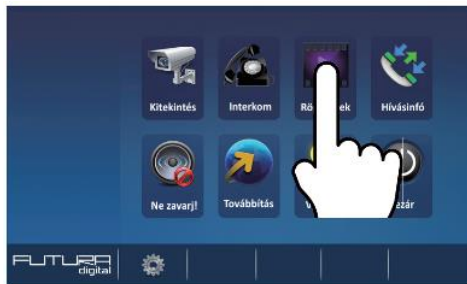 Kitekintés Interkom Hívásinfó
Ne zavarj! Továbbítás
FUTURA
digital